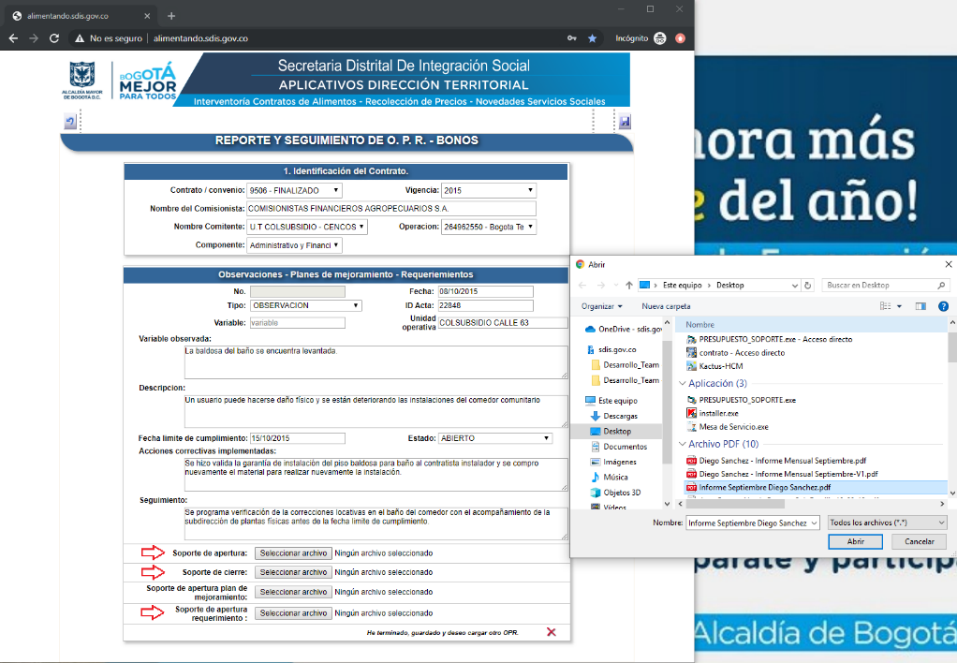 alimentando.sdis.gov.co
No es seguro | alimentando.sdis.gov.co
Incógnito
ALCALDÍA MAYOR
DE BOGOTÁ D.C.
BOGOTÁ
MEJOR
PARA TODOS
Secretaria Distrital De Integración Social
APLICATIVOS DIRECCIÓN TERRITORIAL
Interventoría Contratos de Alimentos - Recolección de Precios - Novedades Servicios Sociales
REPORTE Y SEGUIMIENTO DE O. P. R. - BONOS
1. Identificación del Contrato.
Contrato / convenio: 9506 - FINALIZADO Vigencia: 2015
Nombre del Comisionista: COMISIONISTAS FINANCIEROS AGROPECUARIOS S.A.
Nombre Comitente: U.T COLSUBSIDIO - CENCOS Operacion: 264962550 - Bogota Te
Componente: Administrativo y Financi
Observaciones - Planes de mejoramiento - Requeriemientos
No. Fecha: 08/10/2015
Tipo: OBSERVACION ID Acta: 22848
Variable: variable Unidad operativa COLSUBSIDIO CALLE 63
Variable observada:
La baldosa del baño se encuentra levantada.
Descripcion:
Un usuario puede hacerse daño físico y se están deteriorando las instalaciones del comedor comunitario
Fecha limite de cumplimiento: 15/10/2015 Estado: ABIERTO
Acciones correctivas implementadas:
Se hizo valida la garantía de instalación del piso baldosa para baño al contratista instalador y se compro
nuevamente el material para realizar nuevamente la instalación.
Seguimiento:
Se programa verificación de la correcciones locativas en el baño del comedor con el acompañamiento de la
subdirección de plantas físicas antes de la fecha limite de cumplimiento.
Soporte de apertura: Seleccionar archivo Ningún archivo seleccionado
Soporte de cierre: Seleccionar archivo Ningún archivo seleccionado
Soporte de apertura plan de mejoramiento: Seleccionar archivo Ningún archivo seleccionado
Soporte de apertura requerimiento : Seleccionar archivo Ningún archivo seleccionado
He terminado, guardado y deseo cargar otro OPR.
Abrir
Este equipo > Desktop
Buscar en Desktop
Organizar Nueva carpeta
OneDrive - sdis.gov
sdis.gov.co
Desarrollo_Team
Desarrollo_Team
Este equipo
Descargas
Desktop
Documentos
Imágenes
Música
Objetos 3D
Vídeos
Nombre
PRESUPUESTO_SOPORTE.exe - Acceso directo
contrato - Acceso directo
Kactus-HCM
Aplicación (3)
PRESUPUESTO_SOPORTE.exe
installer.exe
Mesa de Servicio.exe
Archivo PDF (10)
Diego Sanchez - Informe Mensual Septiembre.pdf
Diego Sanchez - Informe Mensual Septiembre-V1.pdf
Informe Septiembre Diego Sanchez.pdf
Nombre: Informe Septiembre Diego Sanchez Todos los archivos (*.*)
Abrir Cancelar
hora más
e del año!
párate y particip
Alcaldía de Bogotá